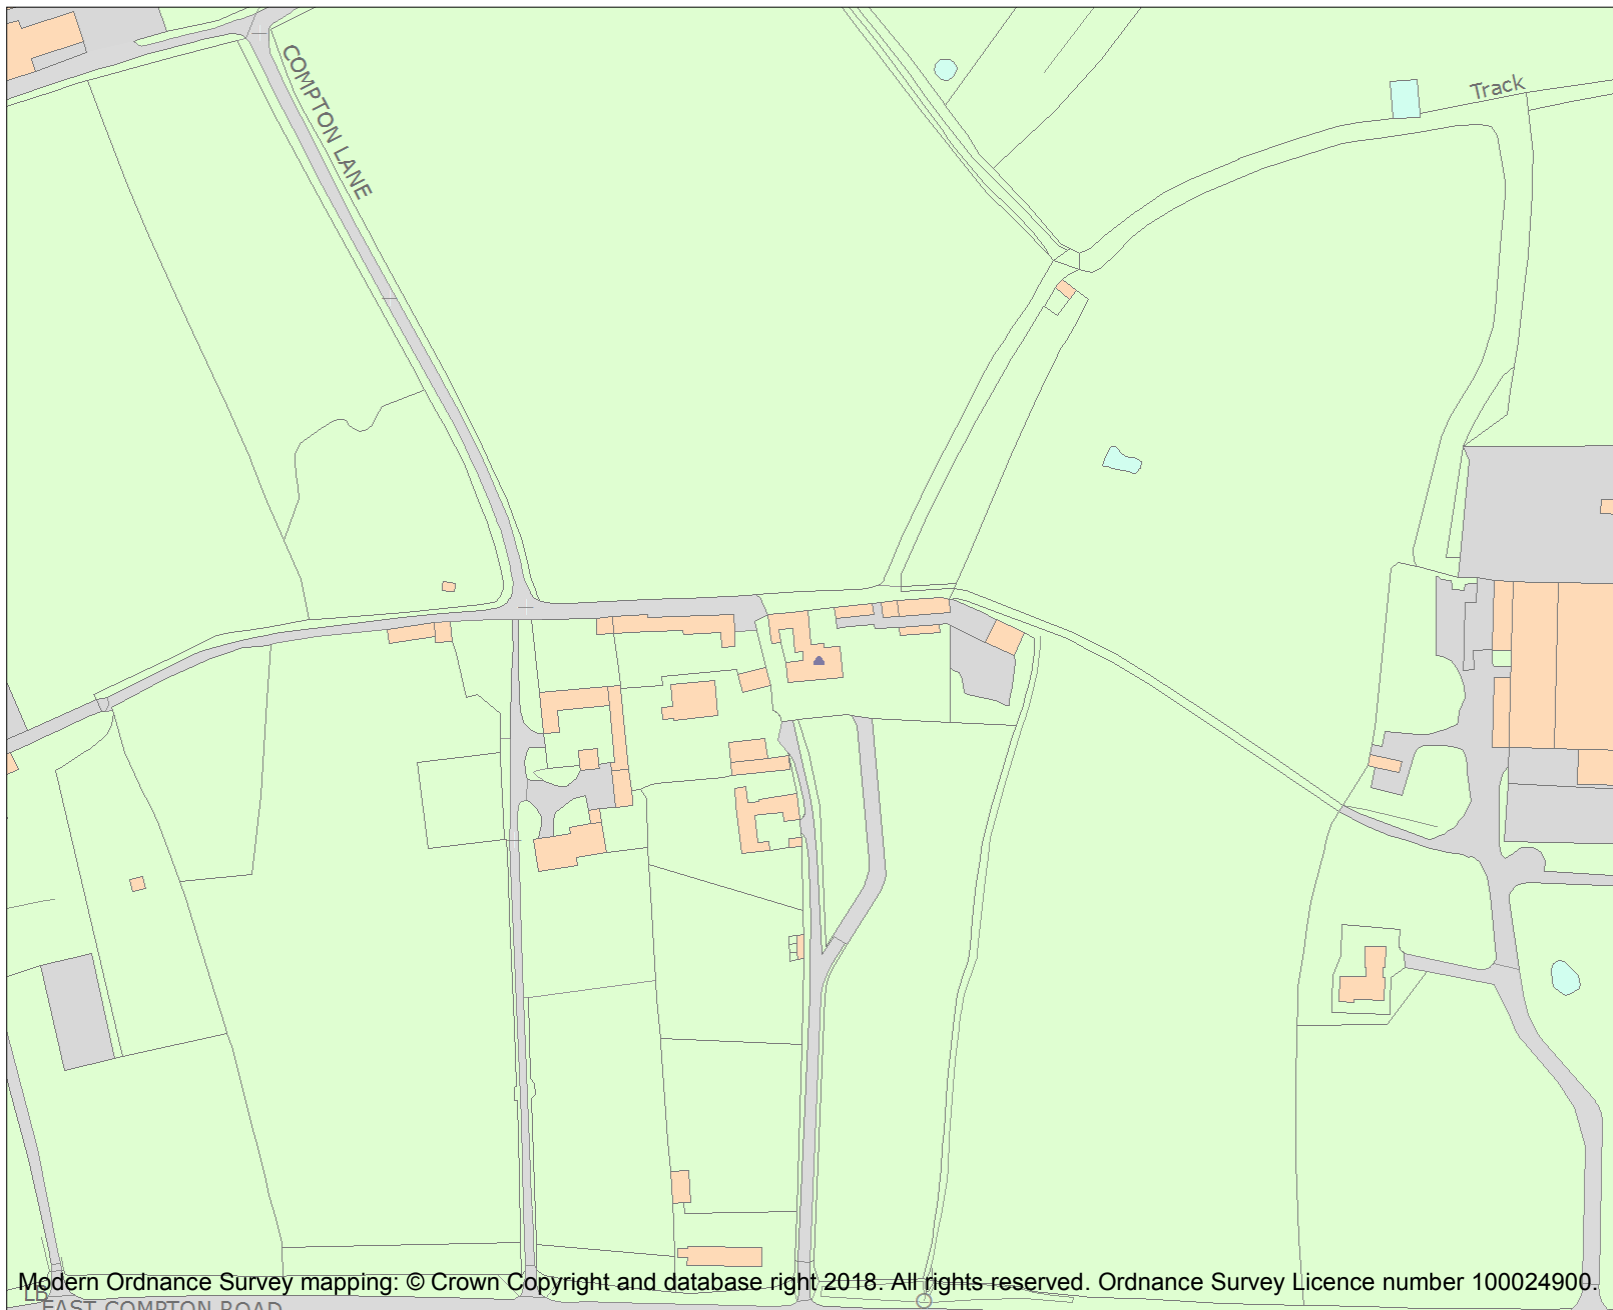 COMPTON LANE
Track
Modern Ordnance Survey mapping: © Crown Copyright and database right 2018. All rights reserved. Ordnance Survey Licence number 100024900.
LB
EAST COMPTON ROAD